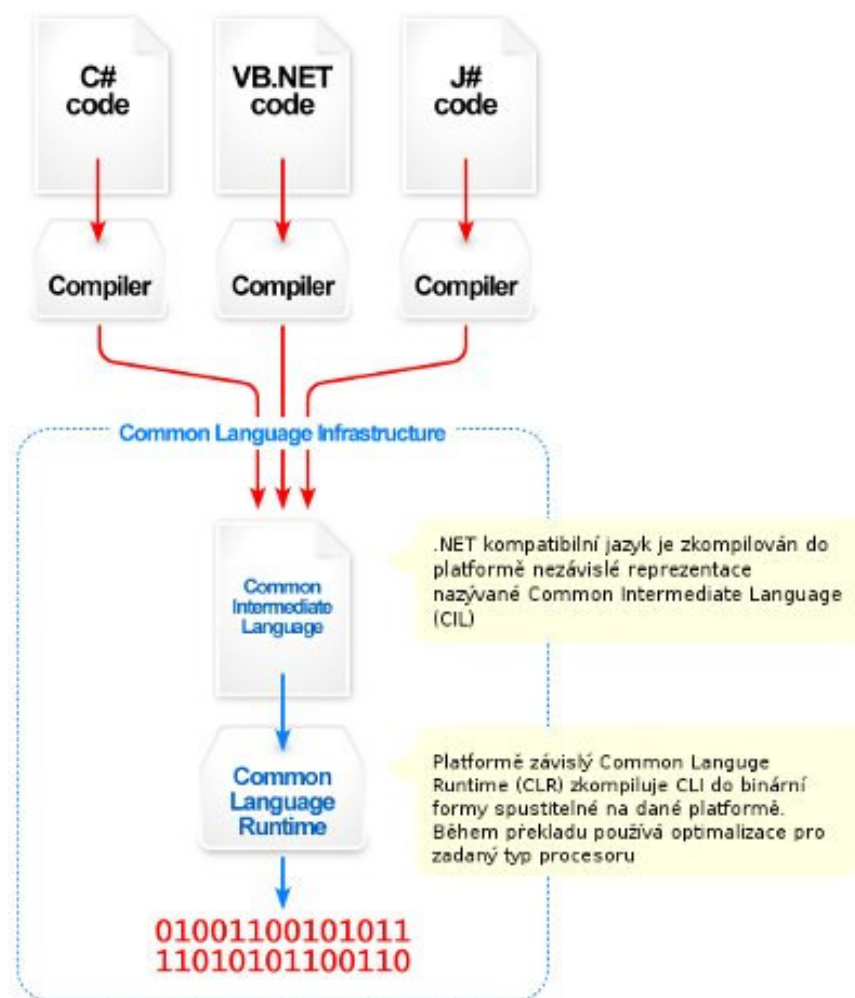 C#
code
VB.NET
code
J#
code
Compiler
Compiler
Compiler
Common Language Infrastructure
Common
Intermediate
Language
.NET kompatibilní jazyk je zkompilován do
platformě nezávislé reprezentace
nazývané Common Intermediate Language
(CIL)
Common
Language
Runtime
Platformě závislý Common Languge
Runtime (CLR) zkompiluje CLI do binární
formy spustitelné na dané platformě.
Během překladu používá optimalizace pro
zadaný typ procesoru
01001100101011
11010101100110